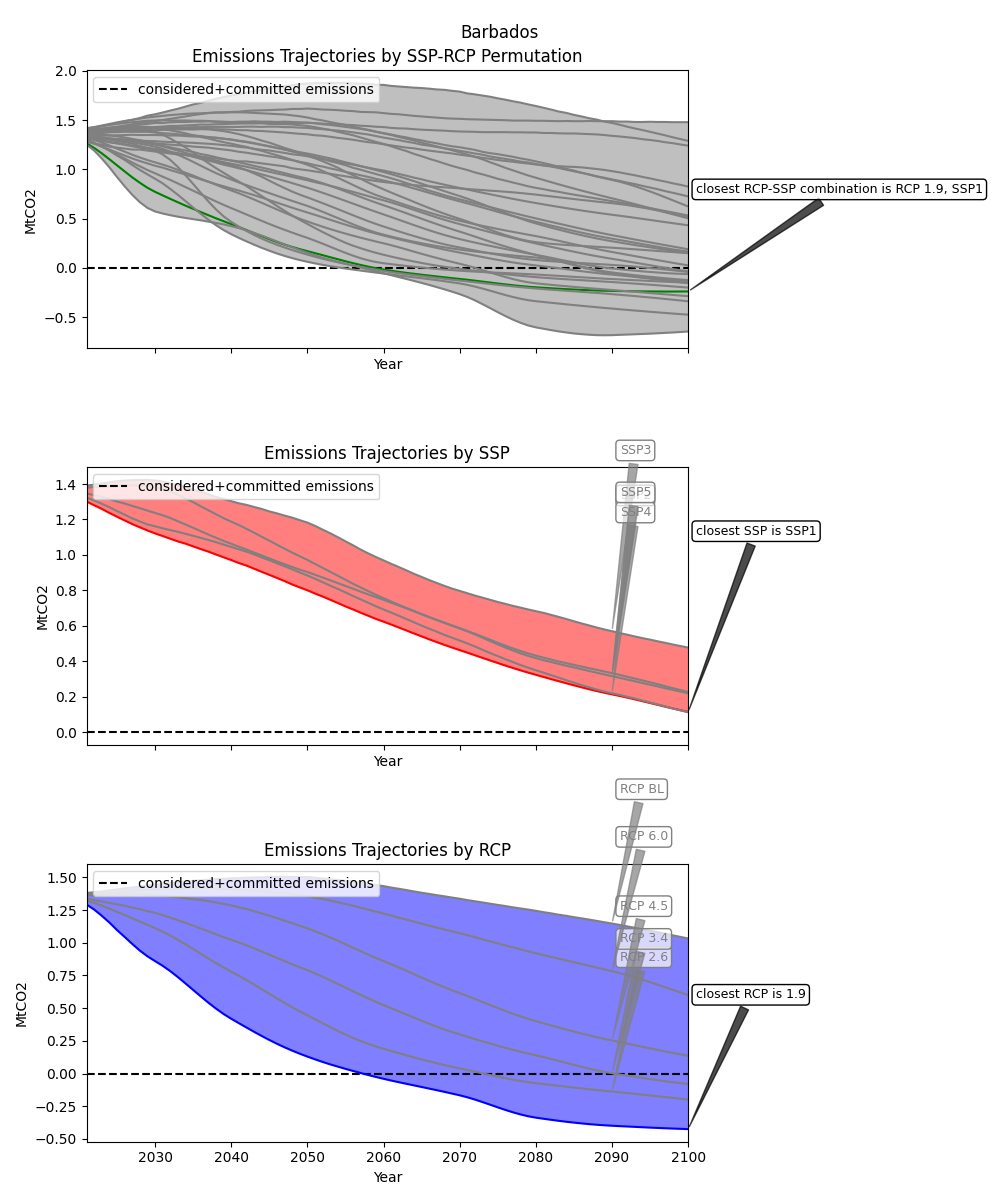 Barbados
Emissions Trajectories by SSP-RCP Permutation
considered+committed emissions
MtCO2
2.0
1.5
1.0
0.5
0.0
−0.5
Year
closest RCP-SSP combination is RCP 1.9, SSP1
Emissions Trajectories by SSP
considered+committed emissions
MtCO2
1.4
1.2
1.0
0.8
0.6
0.4
0.2
0.0
Year
SSP3
SSP5
SSP4
closest SSP is SSP1
Emissions Trajectories by RCP
considered+committed emissions
MtCO2
1.50
1.25
1.00
0.75
0.50
0.25
0.00
−0.25
−0.50
RCP BL
RCP 6.0
RCP 4.5
RCP 3.4
RCP 2.6
closest RCP is 1.9
2030 2040 2050 2060 2070 2080 2090 2100
Year